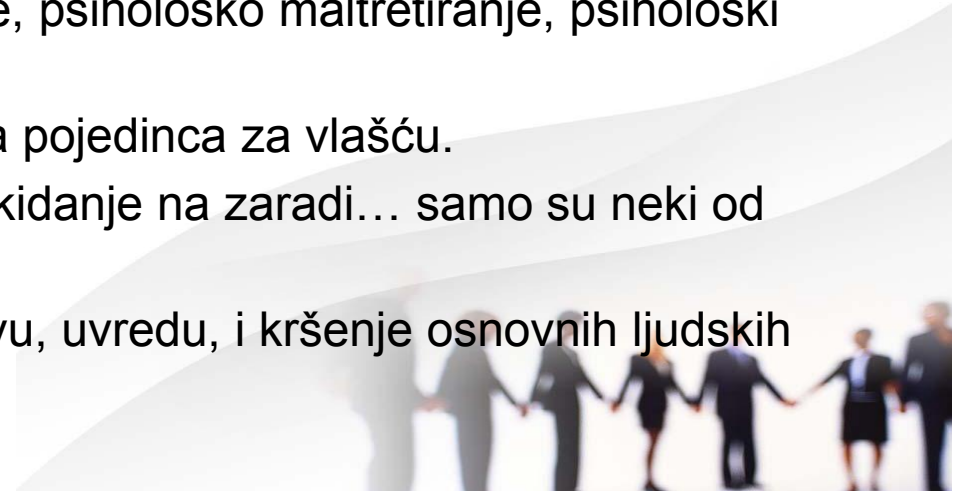 e, psihološko maltretiranje, psihološki
a pojedinca za vlašću.
kidanje na zaradi… samo su neki od
vu, uvredu, i kršenje osnovnih ljudskih